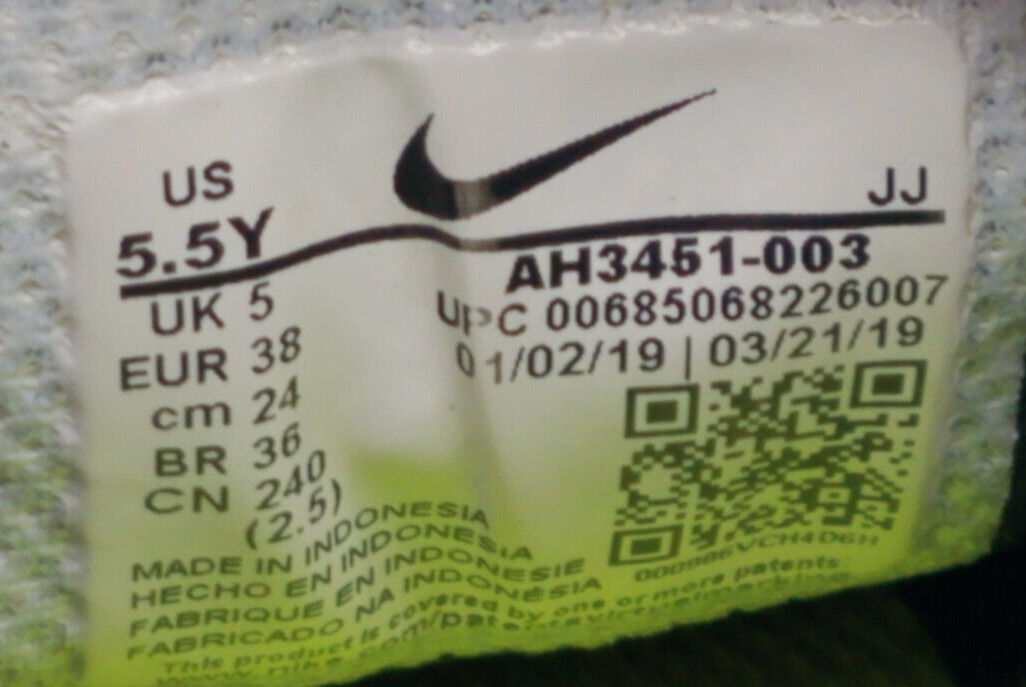 US
5.5Y
UK 5
EUR 38
cm 24
BR 36
CN 240
(2.5)
JJ
AH3451-003
UPC 00685068226007
01/02/19 | 03/21/19
MADE IN INDONESIA
HECHO EN INDONESIA
FABRIQUE EN INDONESIE
FABRICADO NA INDONÉSIA
This product is covered by one or more patents